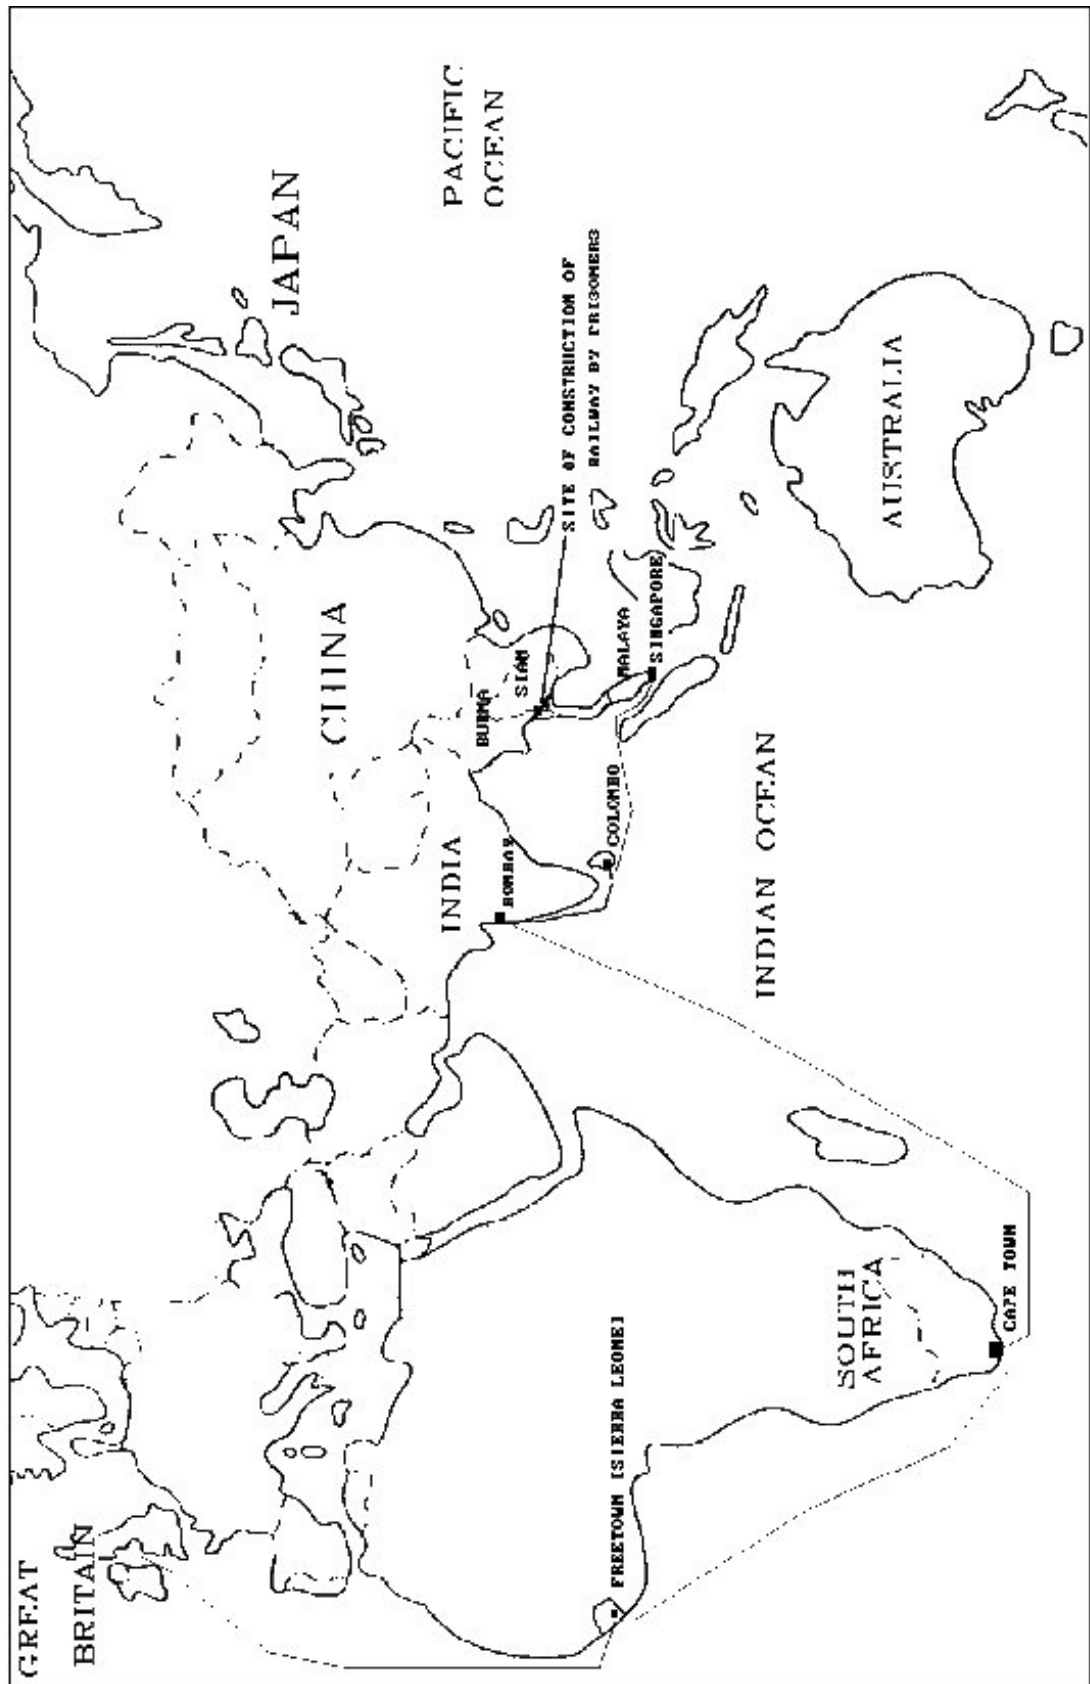 GREAT
BRITAIN
JAPAN
PACIFIC
OCEAN
CHINA
SITE OF CONSTRUCTION OF
RAILWAY BY PRISOMERS
INDIA
BURMA
SIAM
BOMBAY
MALAYA
SINGAPORE
COLOMBO
AUSTRALIA
INDIAN OCEAN
FREETOWN [SIERRA LEONE]
SOUTH
AFRICA
CAPE TOWN